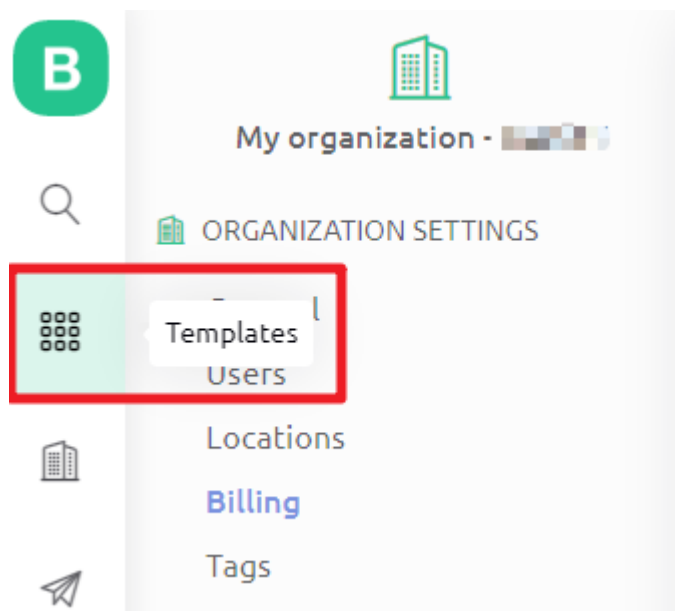 B
My organization -
ORGANIZATION SETTINGS
Templates
Users
Locations
Billing
Tags